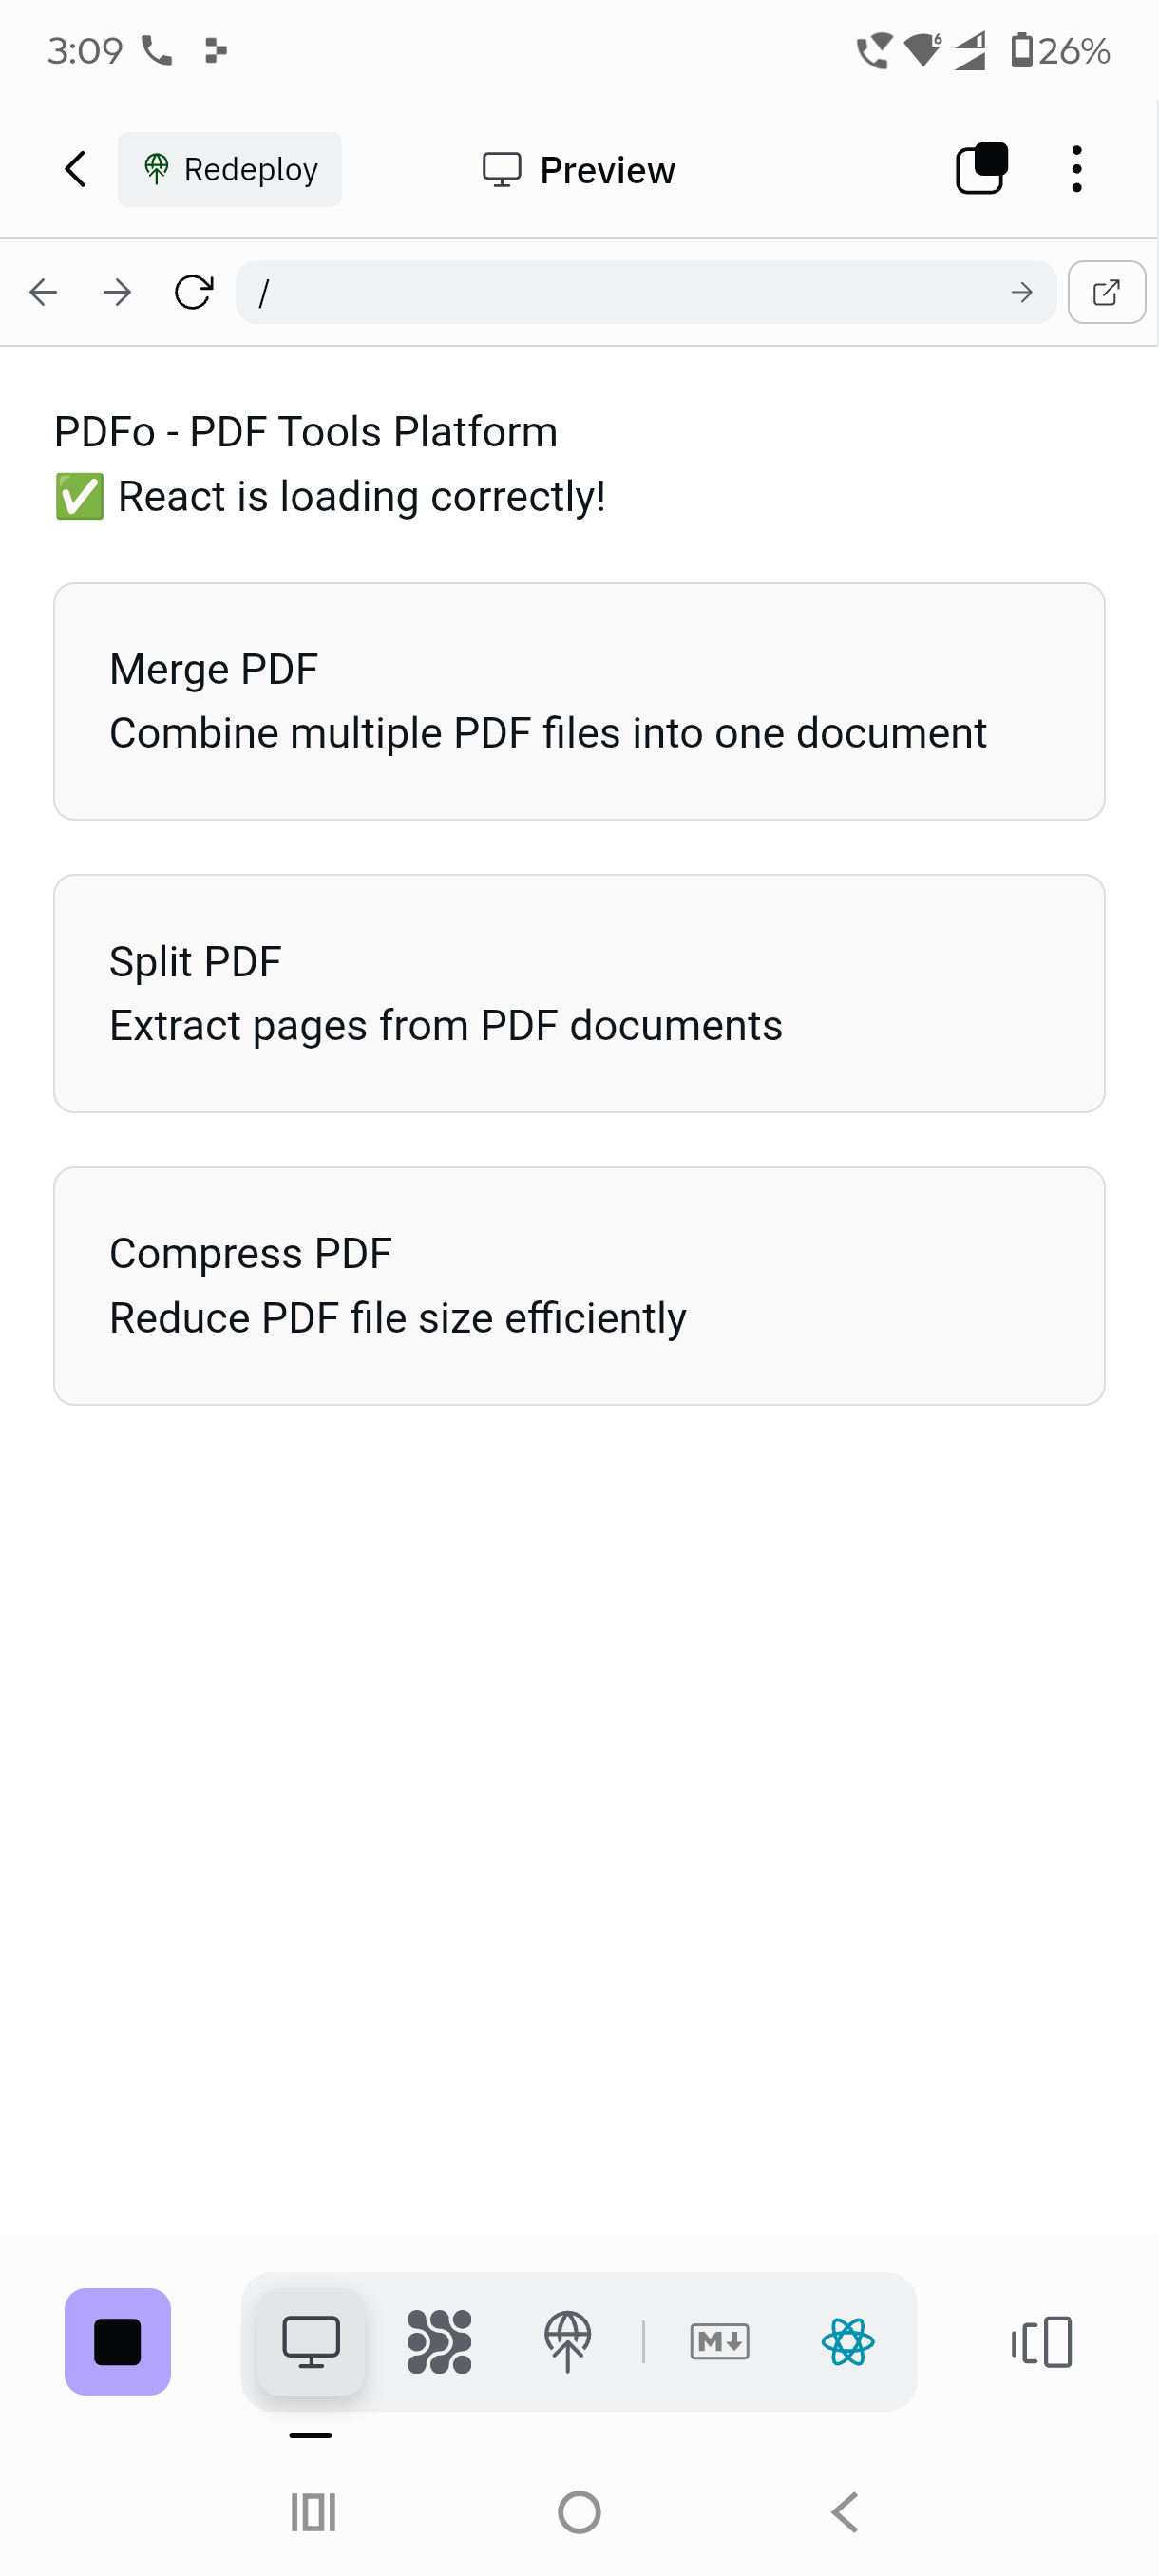 3:09
6
26%
Redeploy
Preview
/
PDFo - PDF Tools Platform
✅ React is loading correctly!
Merge PDF
Combine multiple PDF files into one document
Split PDF
Extract pages from PDF documents
Compress PDF
Reduce PDF file size efficiently
M